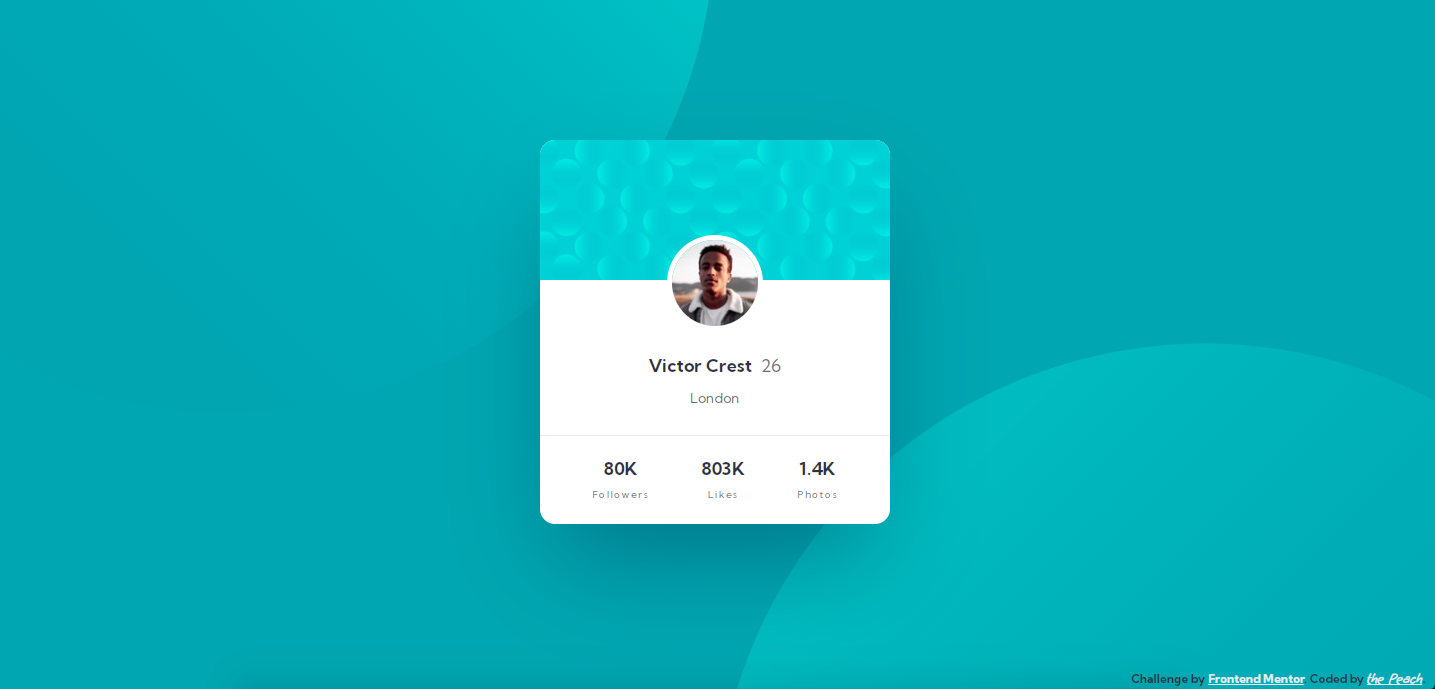 Victor Crest 26
London
80K 803K 1.4K
Followers Likes Photos
Challenge by Frontend Mentor Coded by the Peach